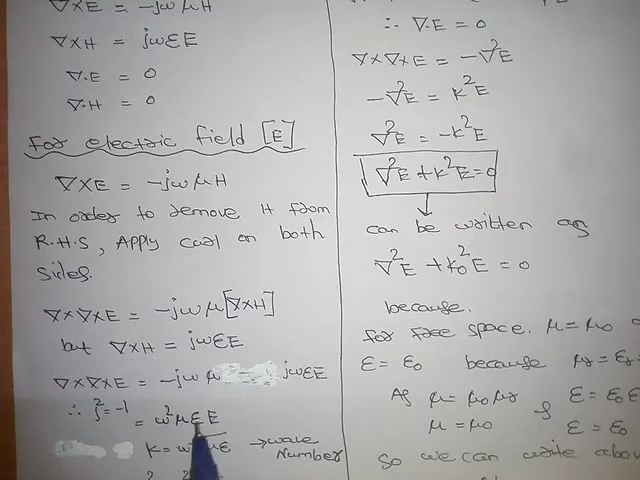 ∇×E = -jωμH
∇×H = jωεE
∇.E = 0
∇.H = 0
For electric field [E]
∇×E = -jωμH
In order to remove H from
R.H.S, Apply curl on both
sides.
∇×∇×E = -jωμ[∇×H]
but ∇×H = jωεE
∇×∇×E = -jωμ jωεE
∴ j²=-1 = ω²μεE
K = ω με → wave
Number
∴ ∇.E = 0
∇×∇×E = -∇²E
-∇²E = K²E
∇²E = -K²E
∇²E + K²E = 0
can be written as
∇²E + K₀²E = 0
because.
for free space. μ = μ₀
ε = ε₀ because μr = εr =
As μ = μ₀μr & ε = ε₀ε
μ = μ₀ ε = ε₀
So we can write above